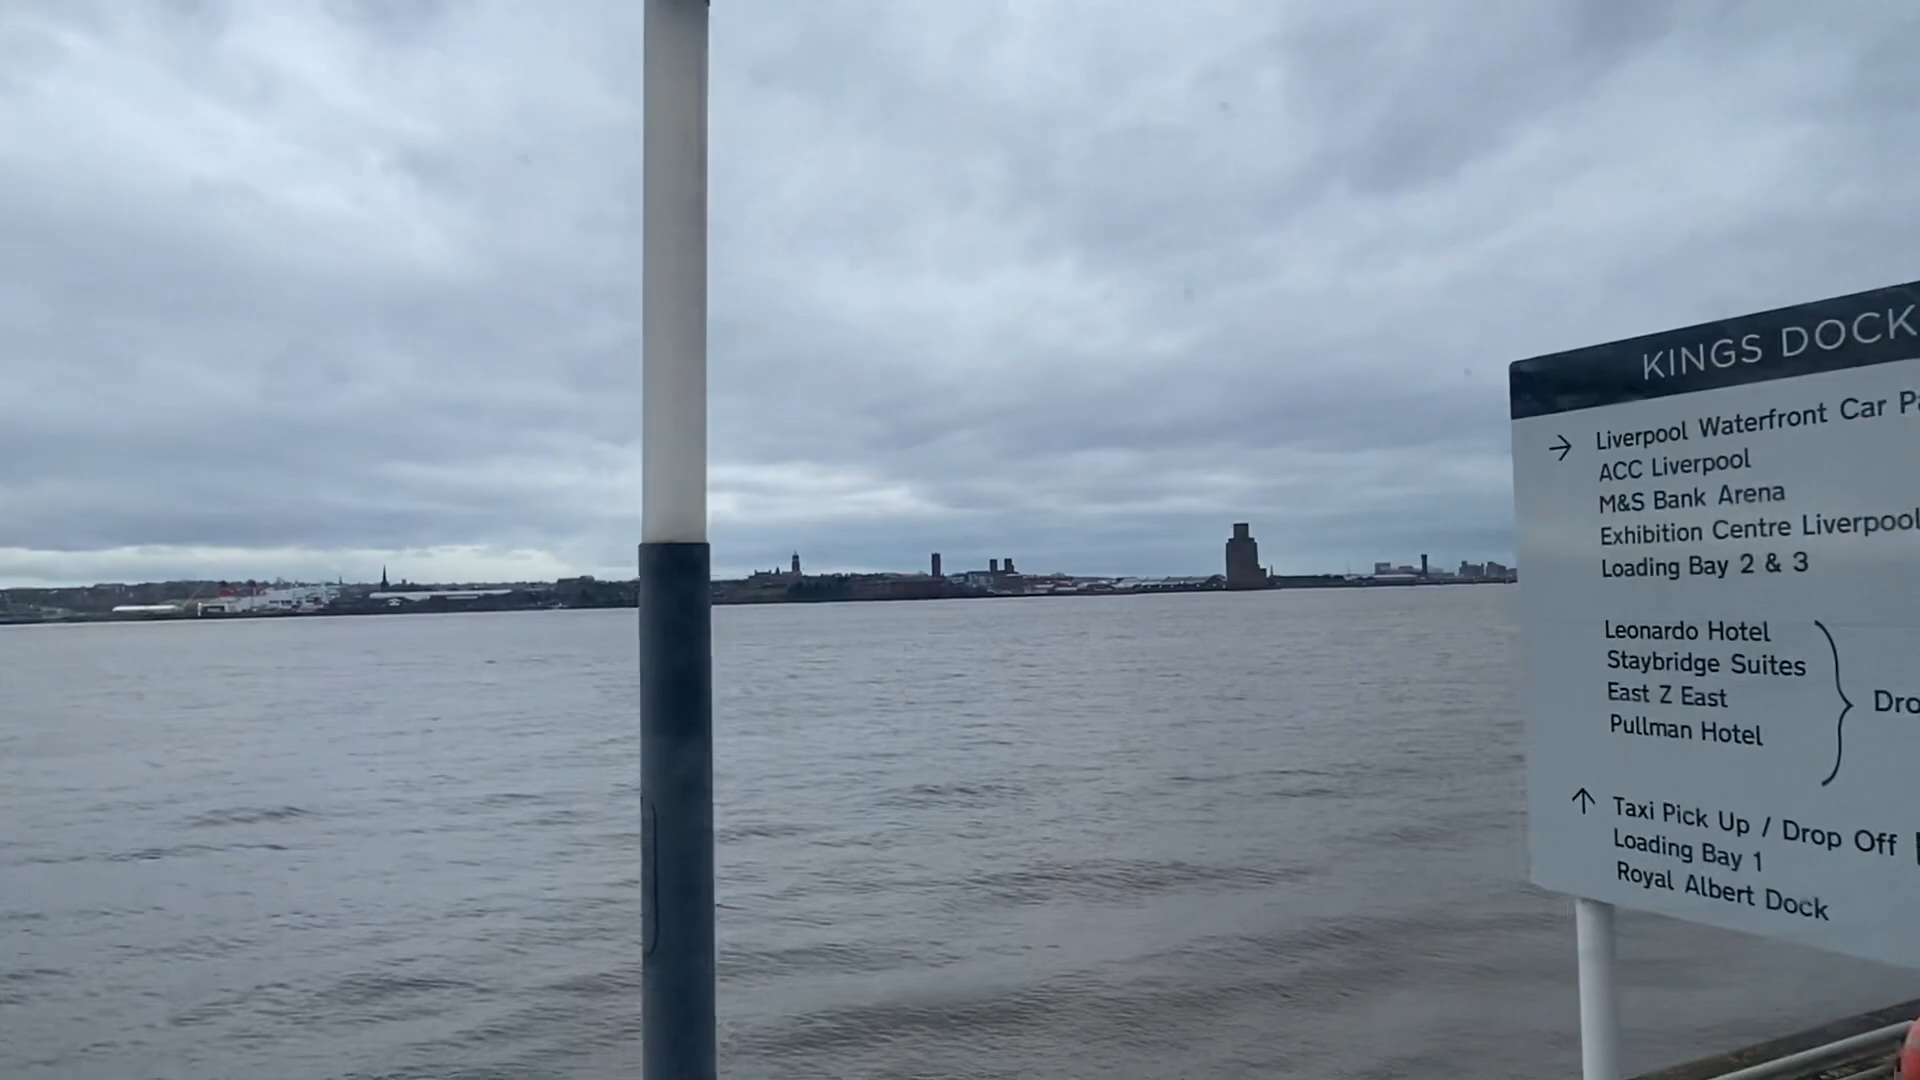 KINGS DOCK
Liverpool Waterfront Car
ACC Liverpool
M&S Bank Arena
Exhibition Centre Liverpool
Loading Bay 2 & 3
Leonardo Hotel
Staybridge Suites
East Z East
Pullman Hotel
Taxi Pick Up / Drop Off
Loading Bay 1
Royal Albert Dock